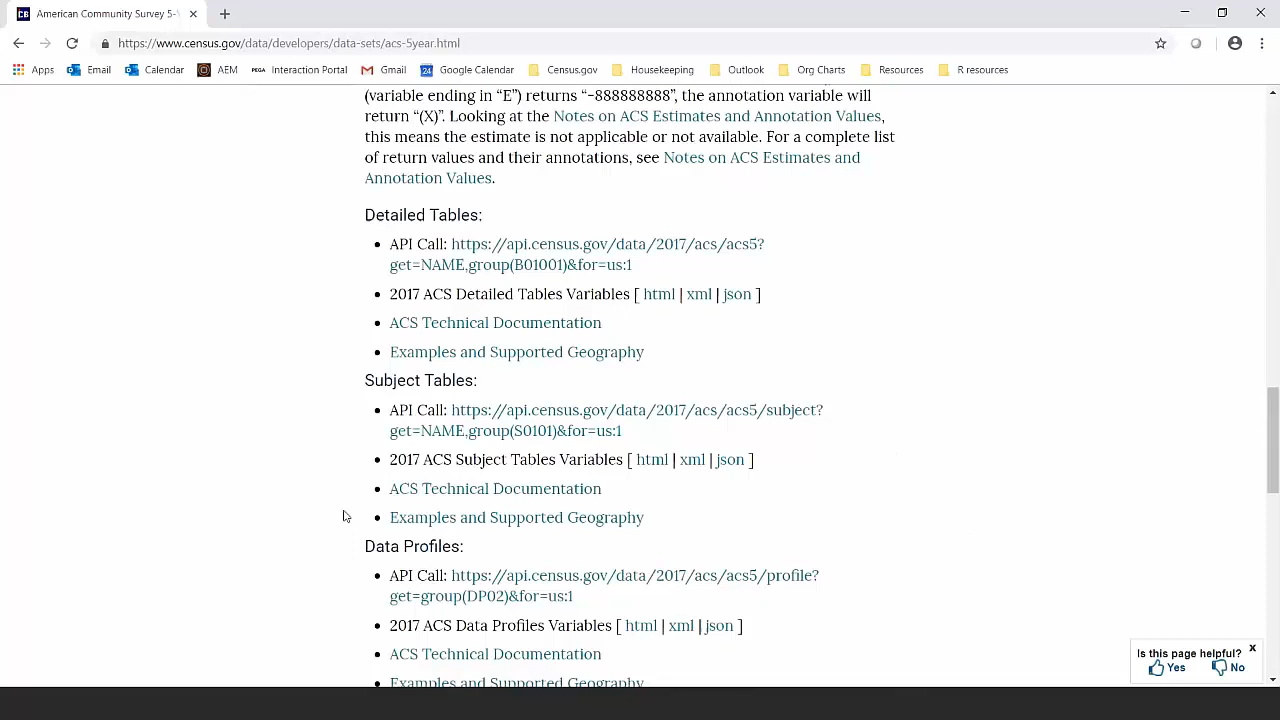 American Community Survey 5-
https://www.census.gov/data/developers/data-sets/acs-5year.html
Apps Email Calendar AEM PEGA Interaction Portal Gmail 24 Google Calendar Census.gov Housekeeping Outlook Org Charts Resources R resources
(variable ending in “E”) returns “-888888888”, the annotation variable will
return “(X)”. Looking at the Notes on ACS Estimates and Annotation Values,
this means the estimate is not applicable or not available. For a complete list
of return values and their annotations, see Notes on ACS Estimates and
Annotation Values.
Detailed Tables:
• API Call: https://api.census.gov/data/2017/acs/acs5?
get=NAME,group(B01001)&for=us:1
• 2017 ACS Detailed Tables Variables [ html | xml | json ]
• ACS Technical Documentation
• Examples and Supported Geography
Subject Tables:
• API Call: https://api.census.gov/data/2017/acs/acs5/subject?
get=NAME,group(S0101)&for=us:1
• 2017 ACS Subject Tables Variables [ html | xml | json ]
• ACS Technical Documentation
• Examples and Supported Geography
Data Profiles:
• API Call: https://api.census.gov/data/2017/acs/acs5/profile?
get=group(DP02)&for=us:1
• 2017 ACS Data Profiles Variables [ html | xml | json ]
• ACS Technical Documentation
Examples and Supported Geography
Is this page helpful? x
Yes No